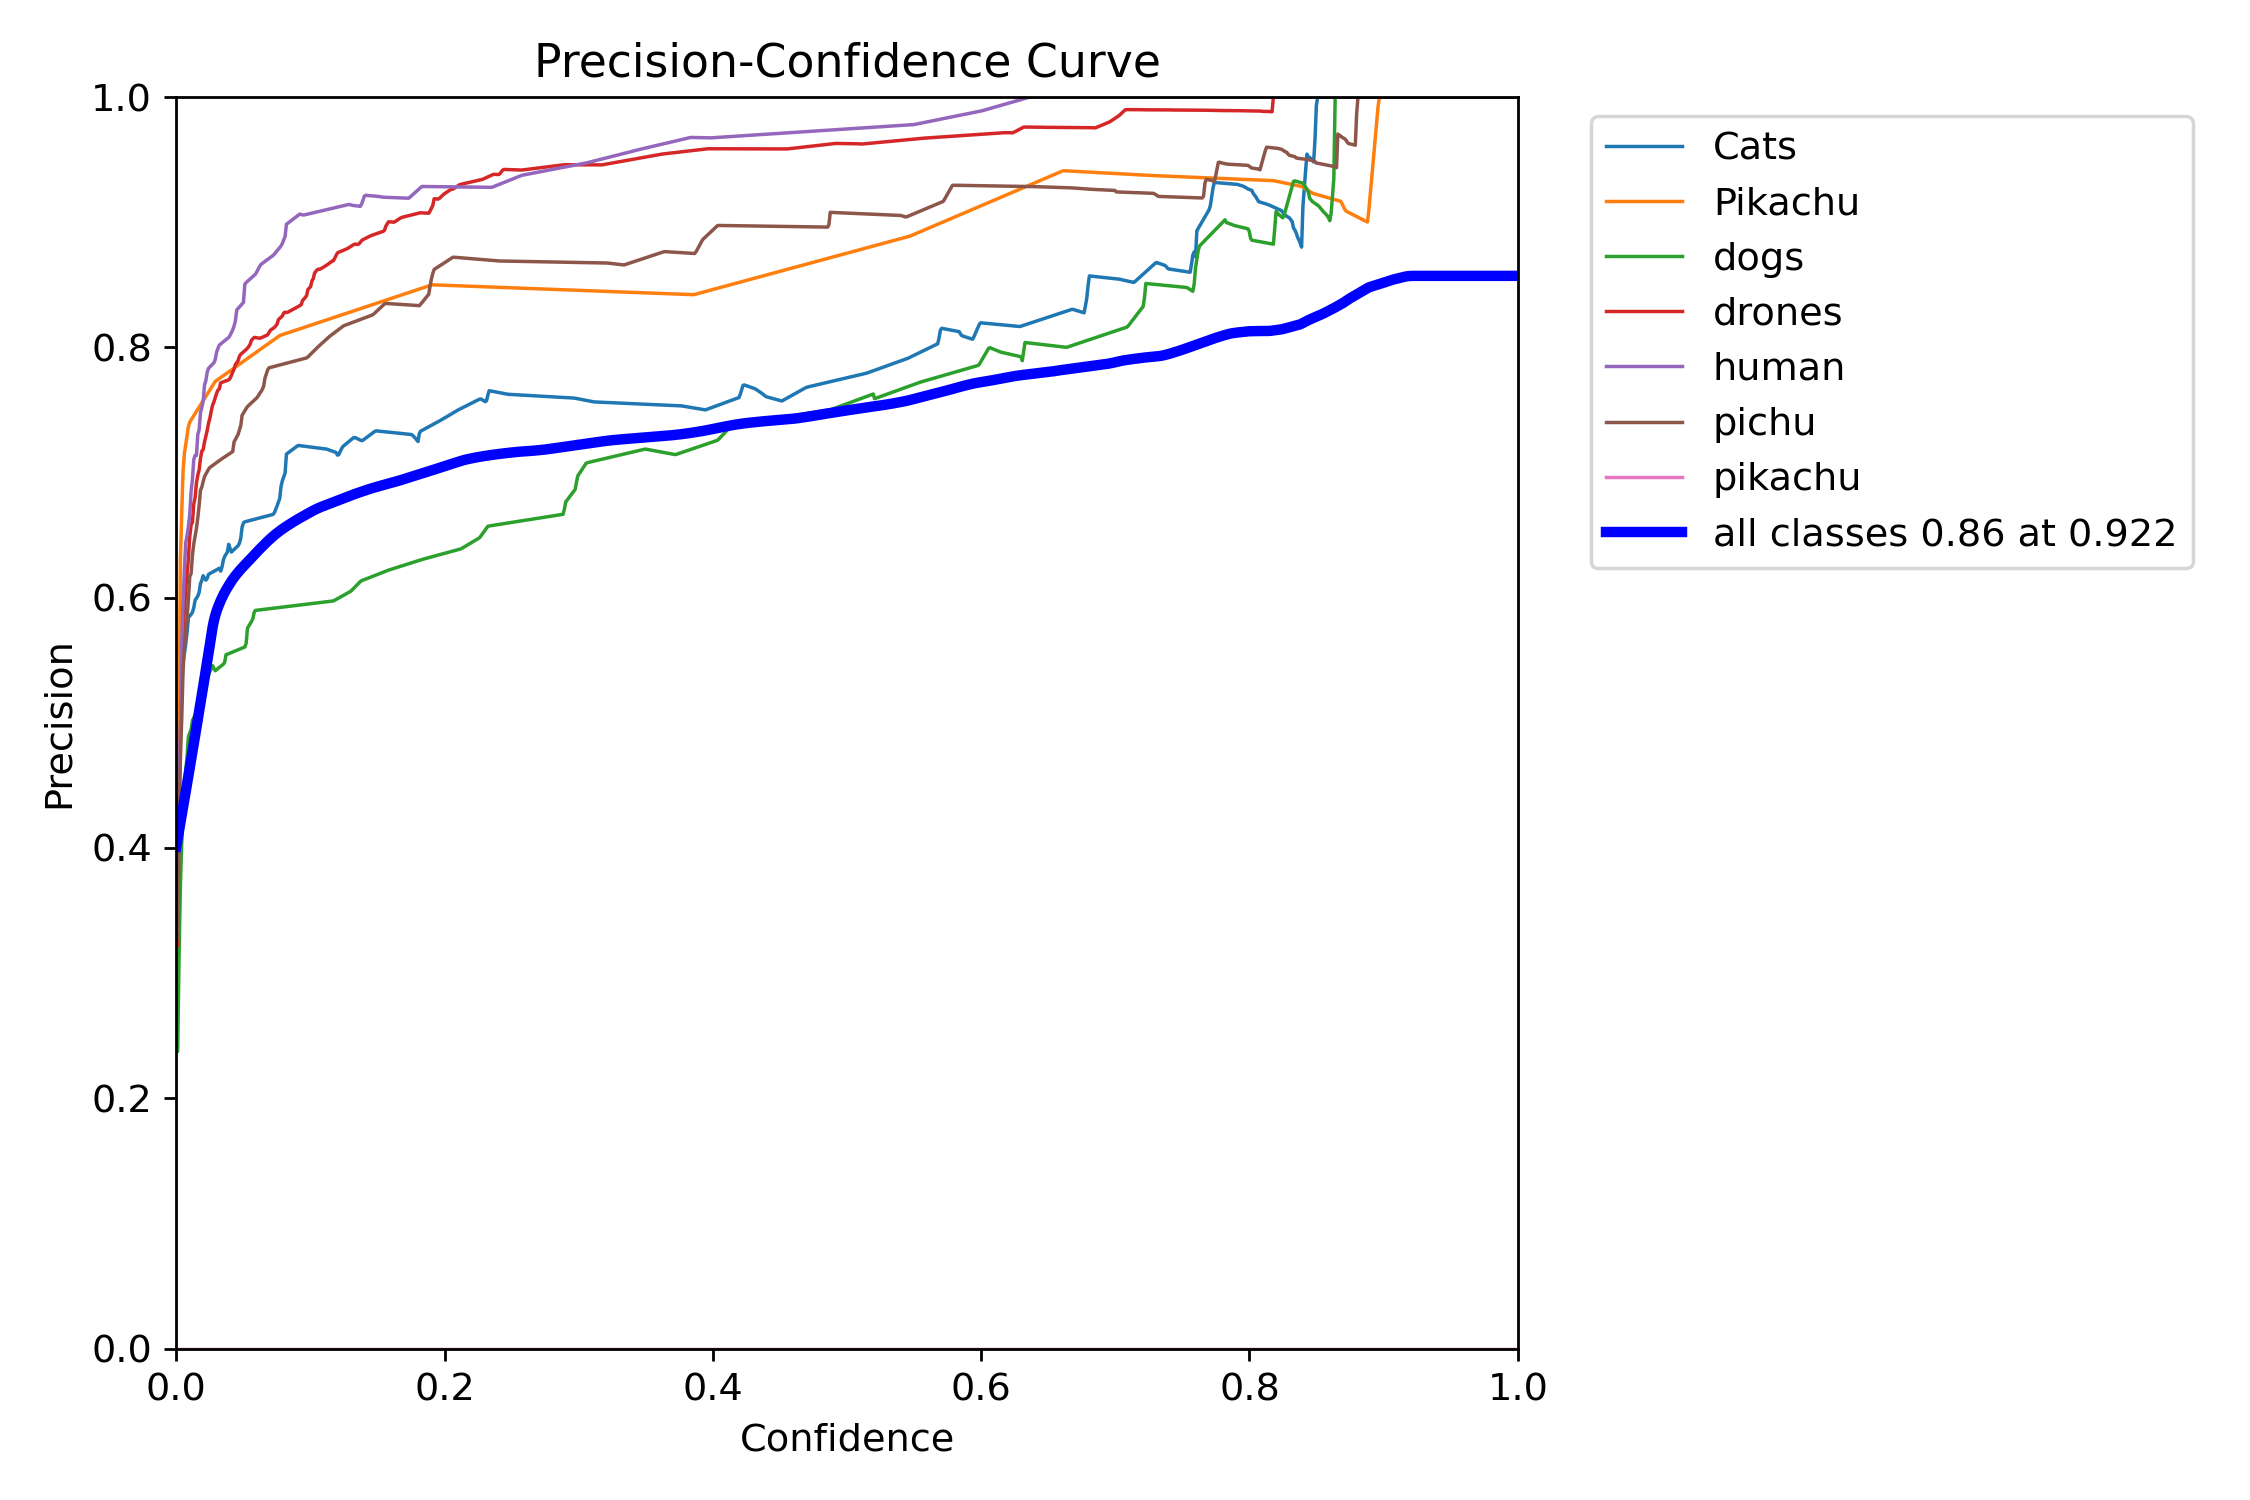 Precision-Confidence Curve
1.0
0.8
0.6
0.4
0.2
0.0
Precision
0.0 0.2 0.4 0.6 0.8 1.0
Confidence
Cats
Pikachu
dogs
drones
human
pichu
pikachu
all classes 0.86 at 0.922